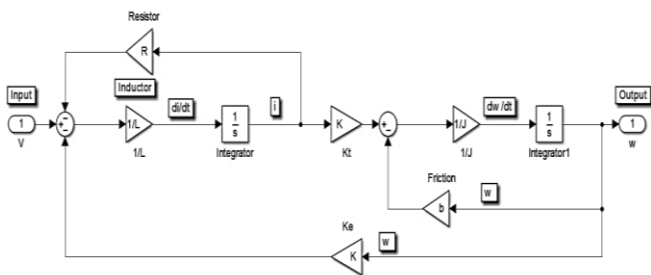 Resistor
R
Input
Inductor
di/dt
i
dw/dt
Output
1
V
1/L
1/L
1
s
Integrator
K
Kt
1/J
1/J
1
s
Integrator1
1
w
Friction
b
w
Ke
K
w